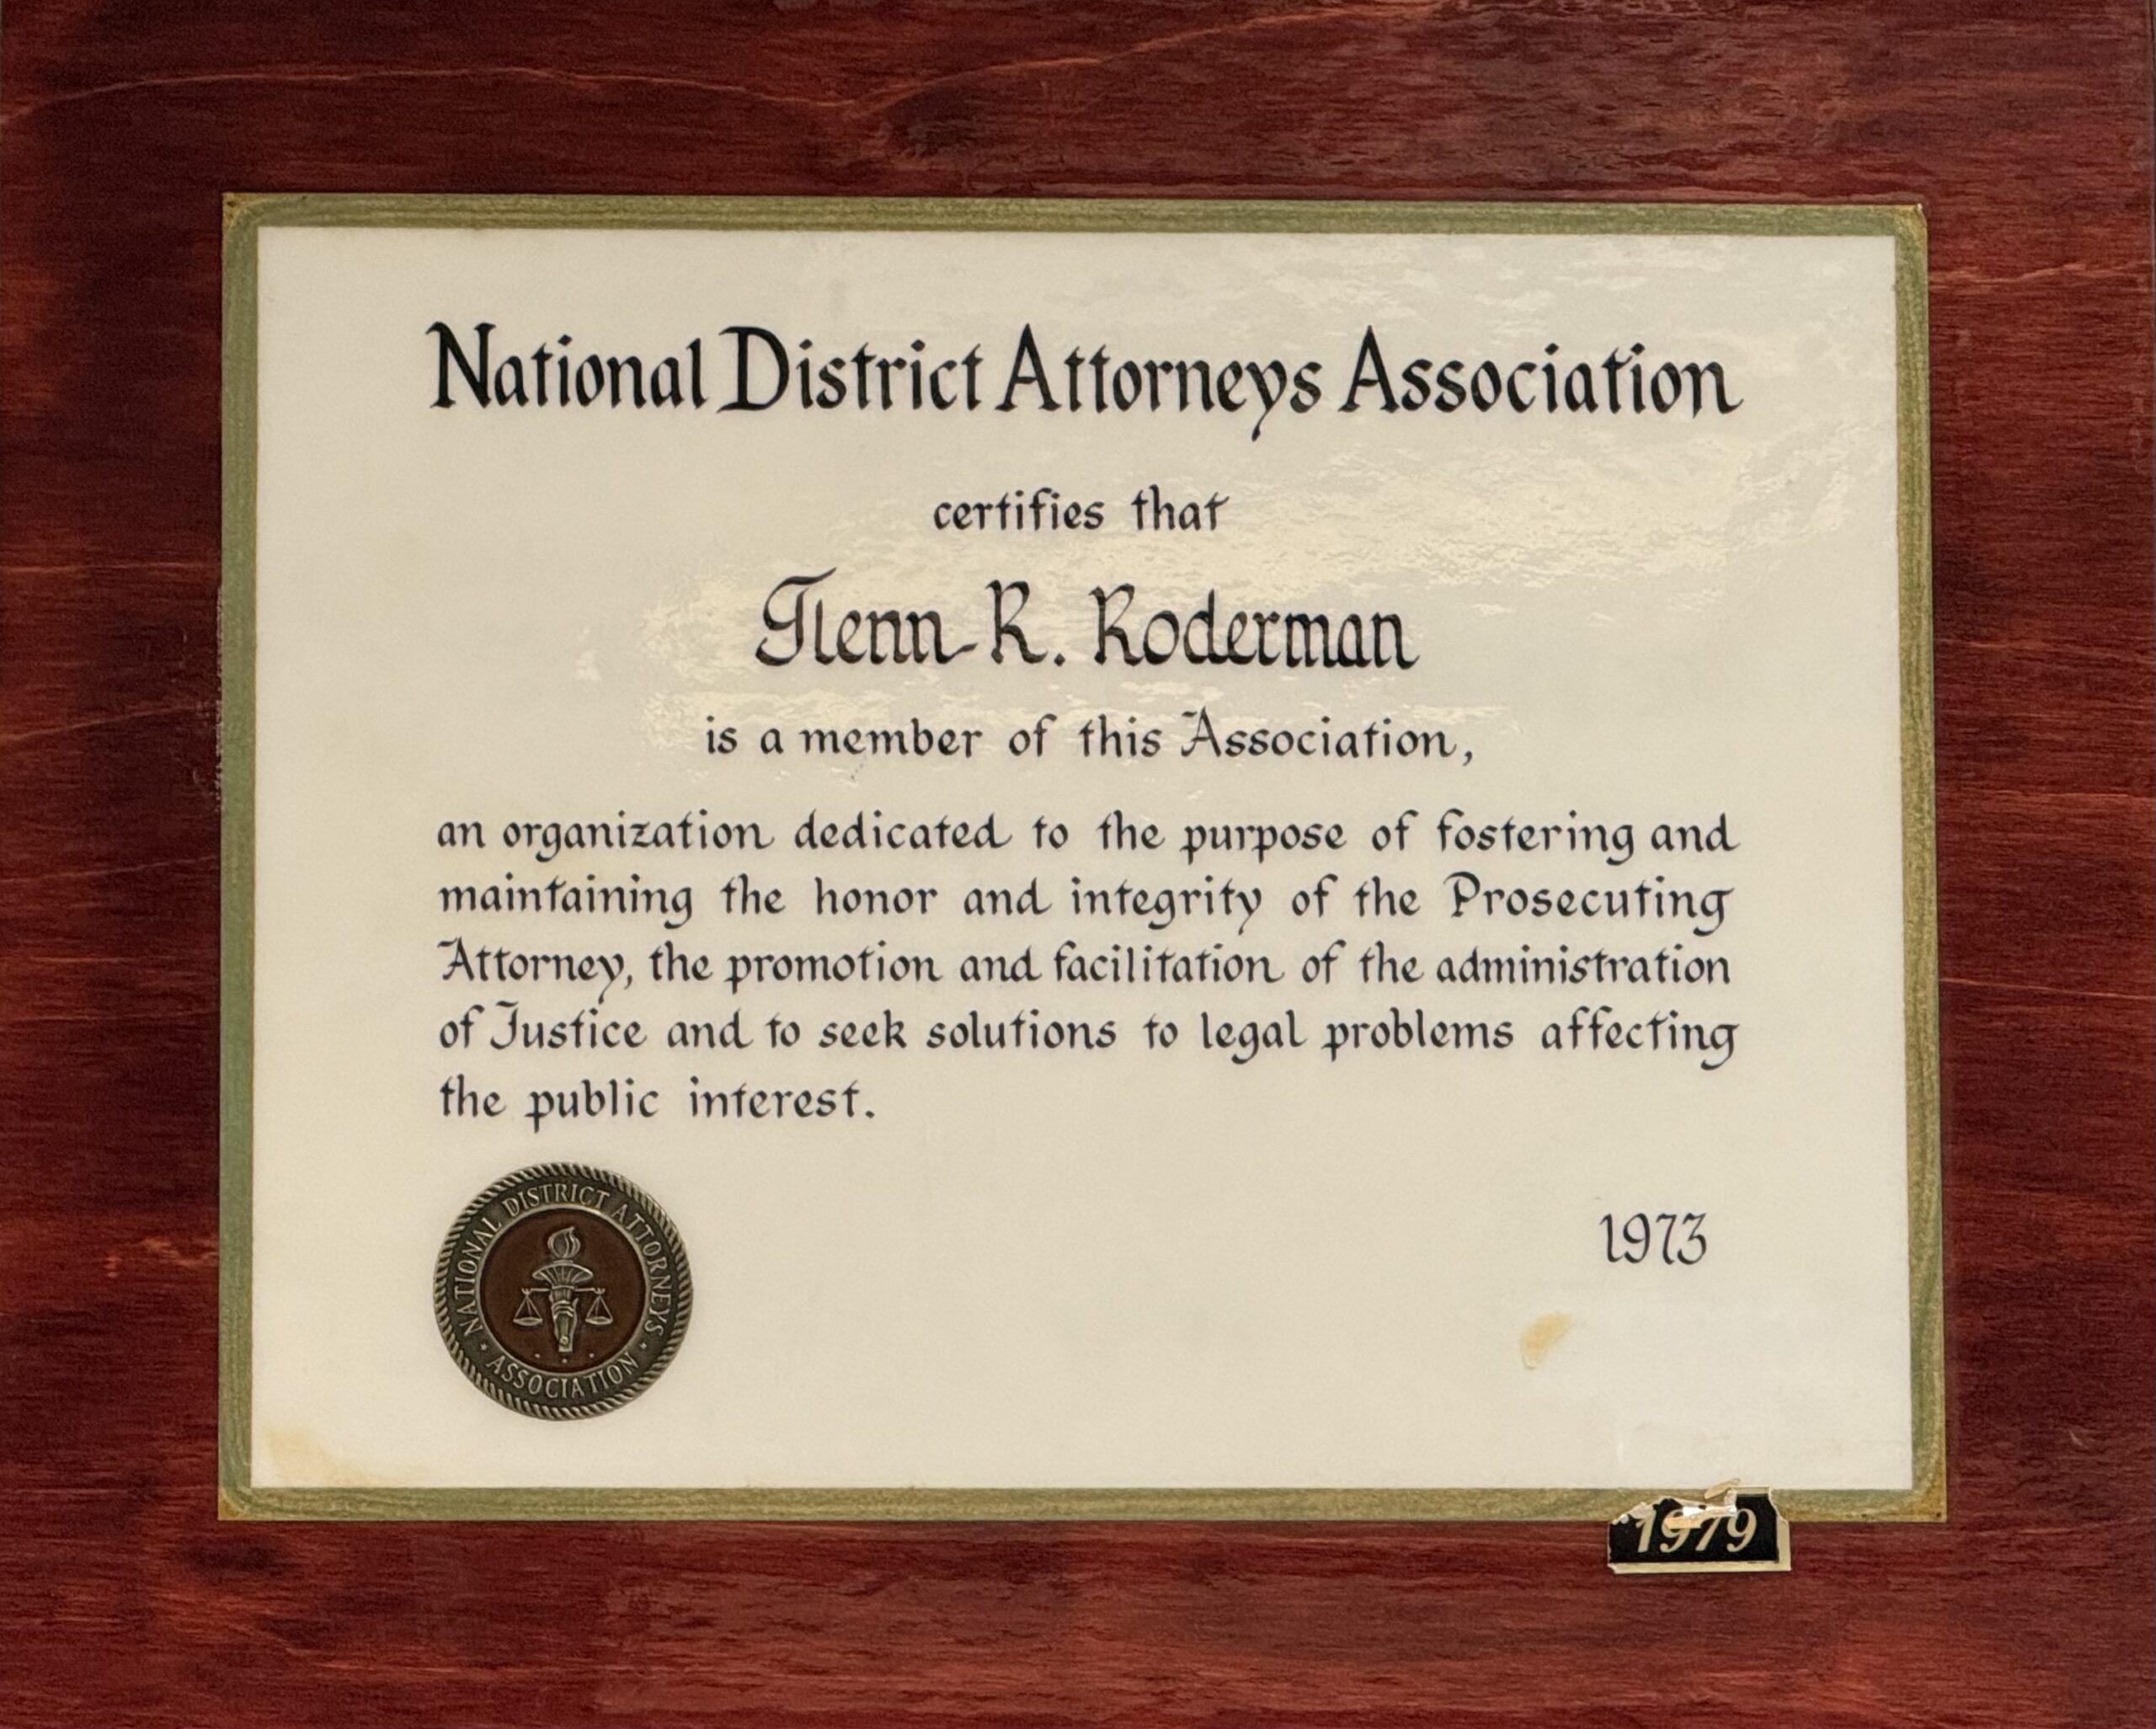 National District Attorneys Association
certifies that
Glenn R. Roderman
is a member of this Association,
an organization dedicated to the purpose of fostering and
maintaining the honor and integrity of the Prosecuting
Attorney, the promotion and facilitation of the administration
of Justice and to seek solutions to legal problems affecting
the public interest.
NATIONAL DISTRICT ATTORNEYS
ASSOCIATION
1973
1979